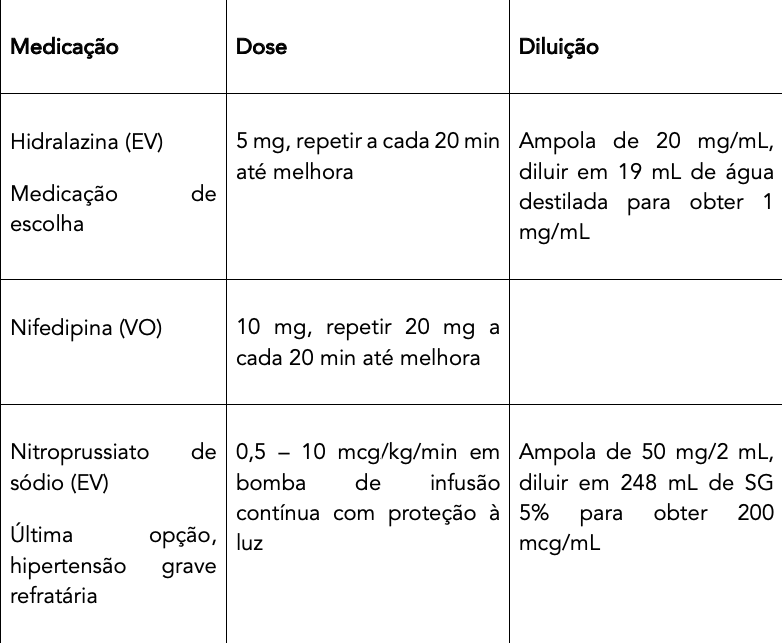 Medicação
Dose
Diluição
Hidralazina (EV)
Medicação de
escolha
5 mg, repetir a cada 20 min
até melhora
Ampola de 20 mg/mL,
diluir em 19 mL de água
destilada para obter 1
mg/mL
Nifedipina (VO)
10 mg, repetir 20 mg a
cada 20 min até melhora
Nitroprussiato de
sódio (EV)
Última opção,
hipertensão grave
refratária
0,5 – 10 mcg/kg/min em
bomba de infusão
contínua com proteção à
luz
Ampola de 50 mg/2 mL,
diluir em 248 mL de SG
5% para obter 200
mcg/mL